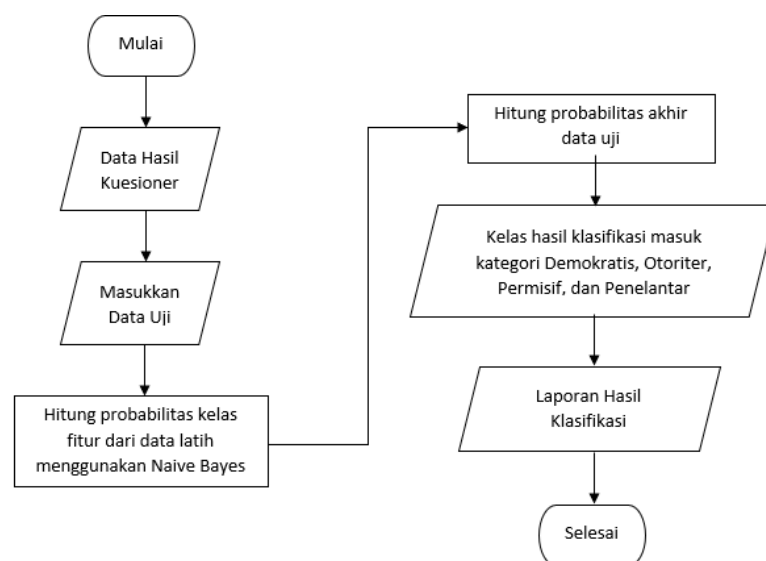 Mulai
Data Hasil
Kuesioner
Masukkan
Data Uji
Hitung probabilitas kelas
fitur dari data latih
menggunakan Naive Bayes
Hitung probabilitas akhir
data uji
Kelas hasil klasifikasi masuk
kategori Demokratis, Otoriter,
Permisif, dan Penelantar
Laporan Hasil
Klasifikasi
Selesai